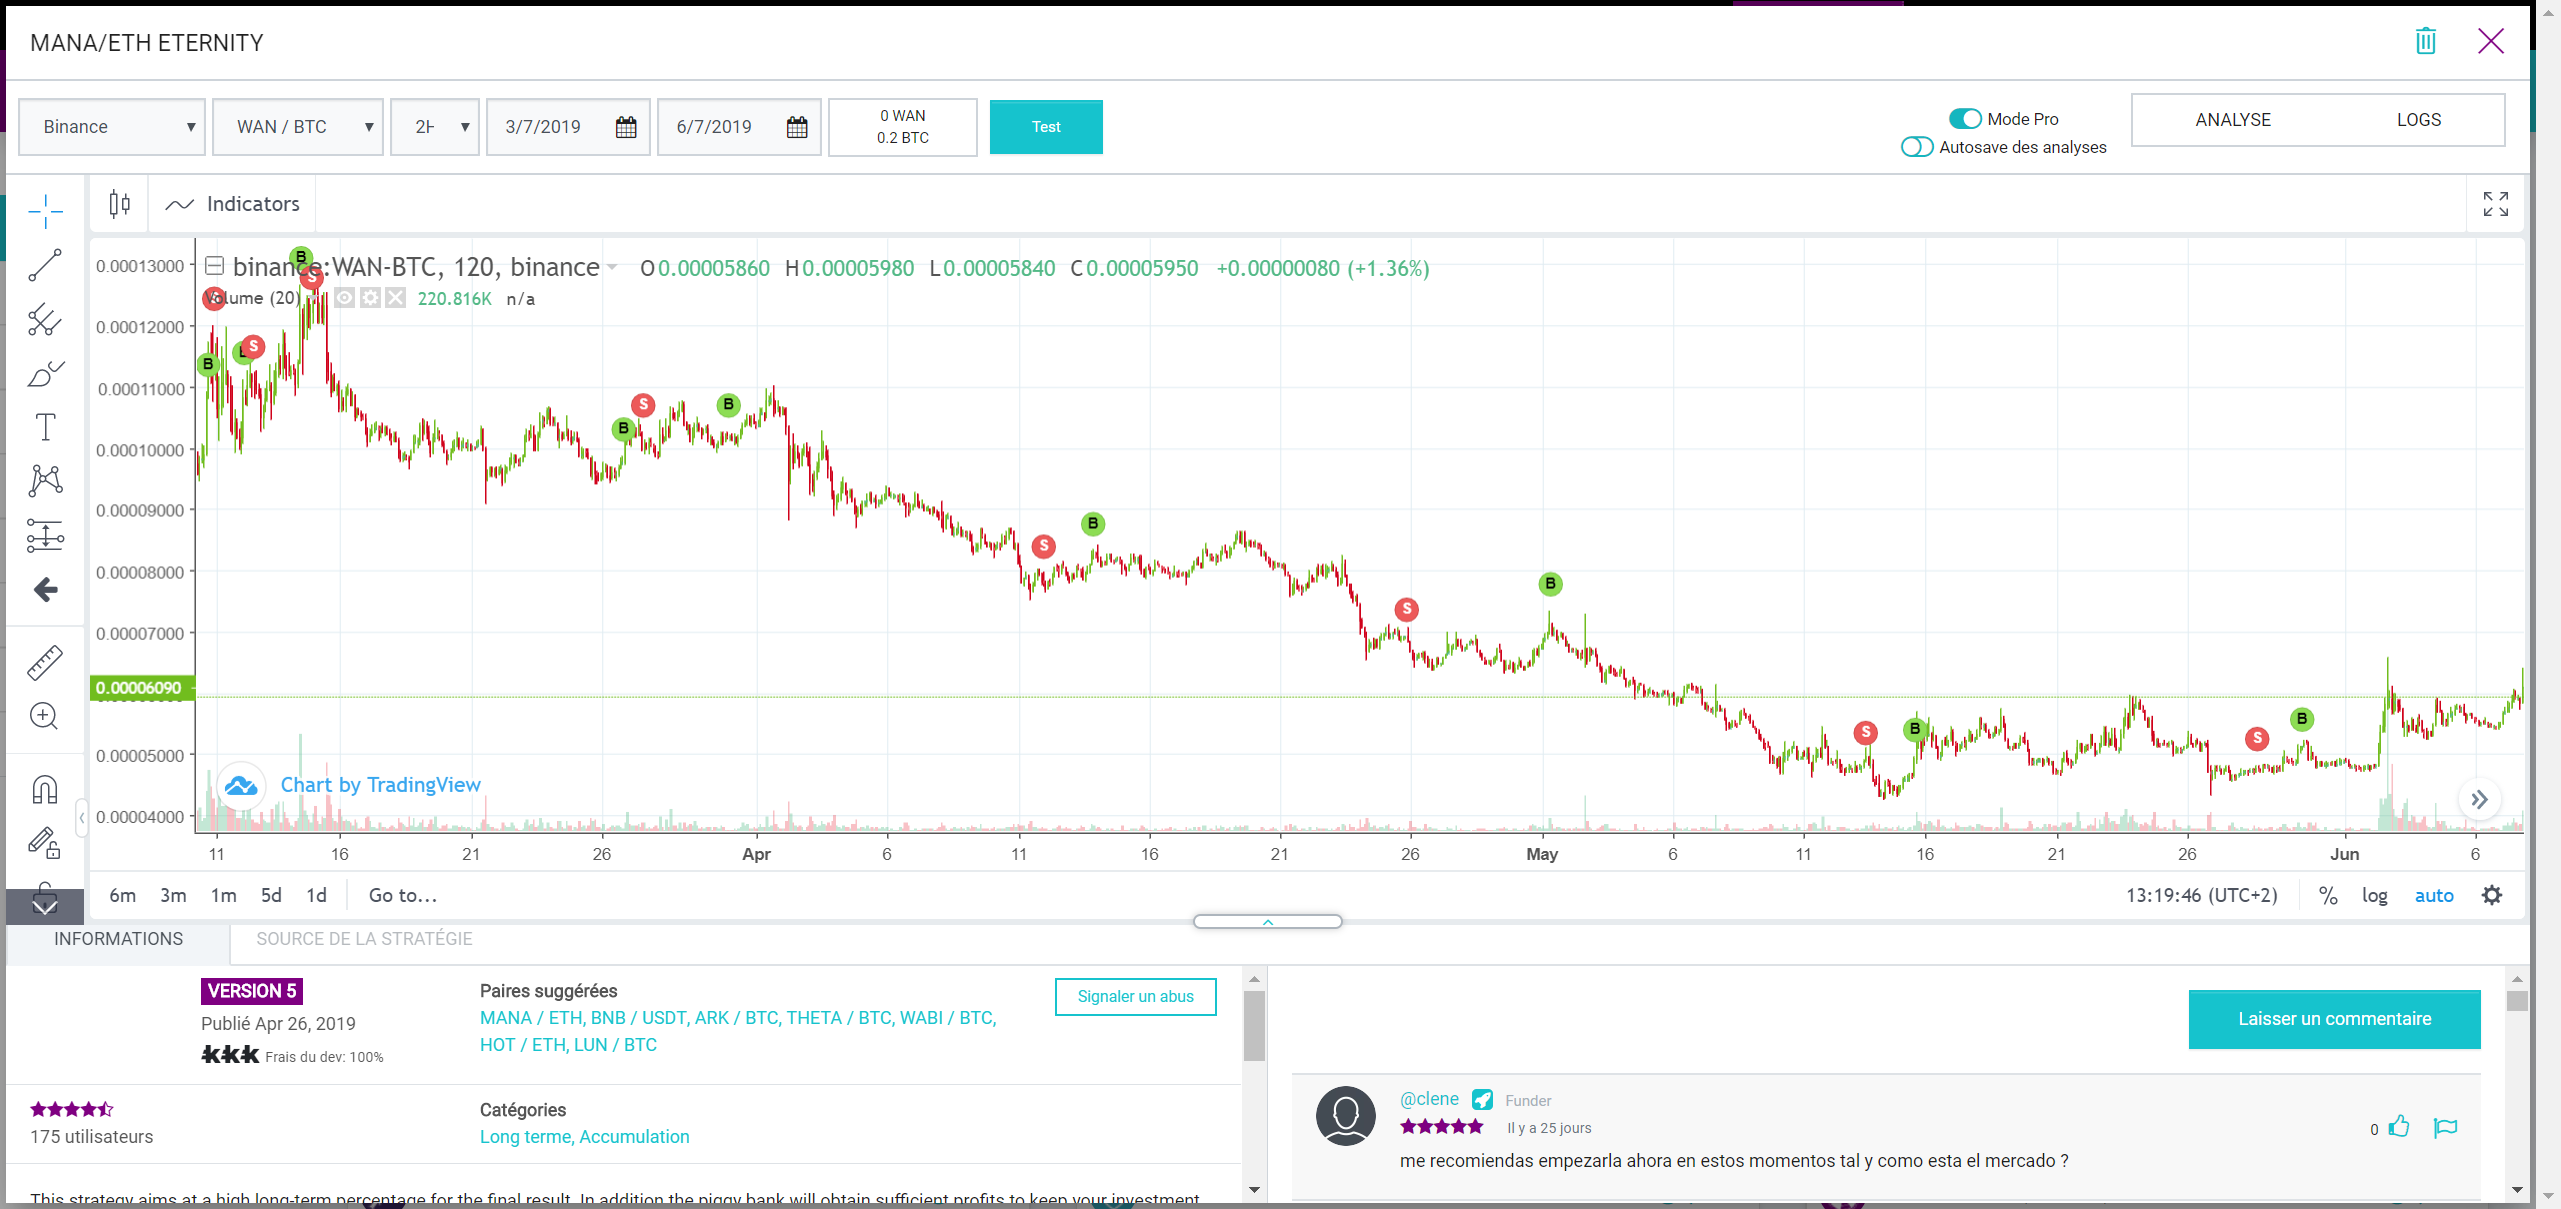 MANA/ETH ETERNITY
Binance
WAN / BTC
3/7/2019
6/7/2019
0 WAN
0.2 BTC
Test
Mode Pro
Autosave des analyses
ANALYSE
LOGS
Indicators
binance:WAN-BTC, 120, binance
O0.00005860 H0.00005980 L0.00005840 C0.00005950 +0.00000080 (+1.36%)
Volume (20)
220.816K n/a
0.00013000
0.00012000
0.00011000
0.00010000
0.00009000
0.00008000
0.00007000
0.00006090
0.00005000
0.00004000
B
S
B
S
S
B
B
S
B
S
B
S
B
S
B
S
B
Chart by TradingView
11 16 21 26 Apr 6 11 16 21 26 May 6 11 16 21 26 Jun 6
6m 3m 1m 5d 1d Go to...
13:19:46 (UTC+2) % log auto
INFORMATIONS
SOURCE DE LA STRATÉGIE
VERSION 5
Publié Apr 26, 2019
Frais du dev: 100%
Paires suggérées
MANA / ETH, BNB / USDT, ARK / BTC, THETA / BTC, WABI / BTC,
HOT / ETH, LUN / BTC
Signaler un abus
175 utilisateurs
Catégories
Long terme, Accumulation
This strategy aims at a high long-term percentage for the final result. In addition the piggy bank will obtain sufficient profits to keep your investment
Laisser un commentaire
@clene Funder
Il y a 25 jours
0
me recomiendas empezarla ahora en estos momentos tal y como esta el mercado ?